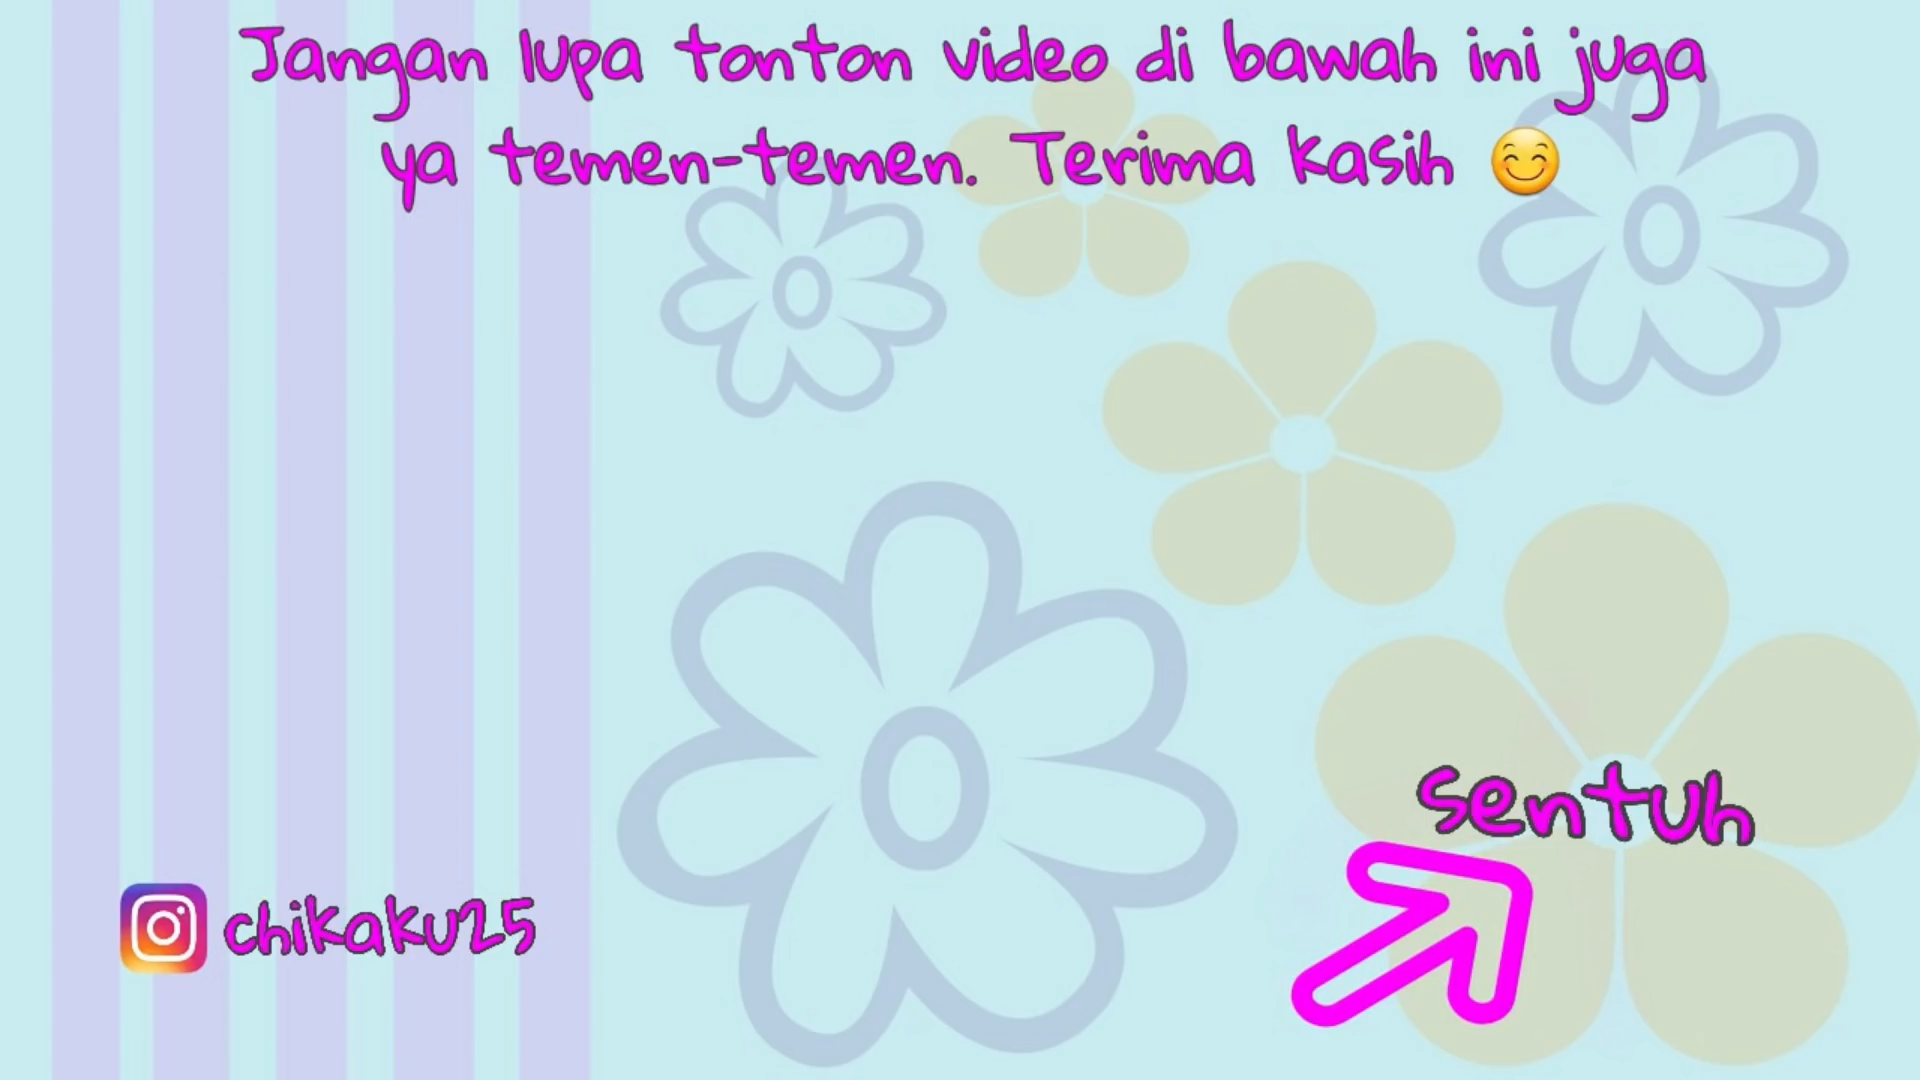 Jangan lupa tonton video di bawah ini juga
ya temen-temen. Terima kasih 😊
sentuh
chikaku25